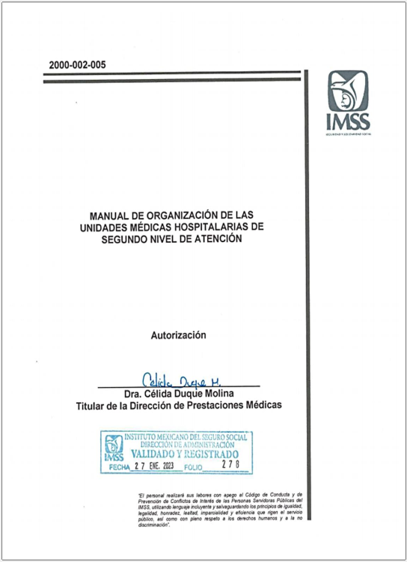 2000-002-005
IMSS
MANUAL DE ORGANIZACIÓN DE LAS
UNIDADES MÉDICAS HOSPITALARIAS DE
SEGUNDO NIVEL DE ATENCIÓN
Autorización
Celida Duque M.
Dra. Célida Duque Molina
Titular de la Dirección de Prestaciones Médicas
INSTITUTO MEXICANO DEL SEGURO SOCIAL
DIRECCIÓN DE ADMINISTRACIÓN
VALIDADO Y REGISTRADO
IMSS
FECHA 27 ENE. 2023 FOLIO 278
"El personal realizará sus labores con apego al Código de Conducta y de
Prevención de Conflictos de Interés de las Personas Servidoras Públicas del
IMSS, utilizando lenguaje incluyente y salvaguardando los principios de igualdad,
legalidad, honradez, lealtad, imparcialidad y eficiencia que rigen el servicio
público, así como con pleno respeto a los derechos humanos y a la no
discriminación".